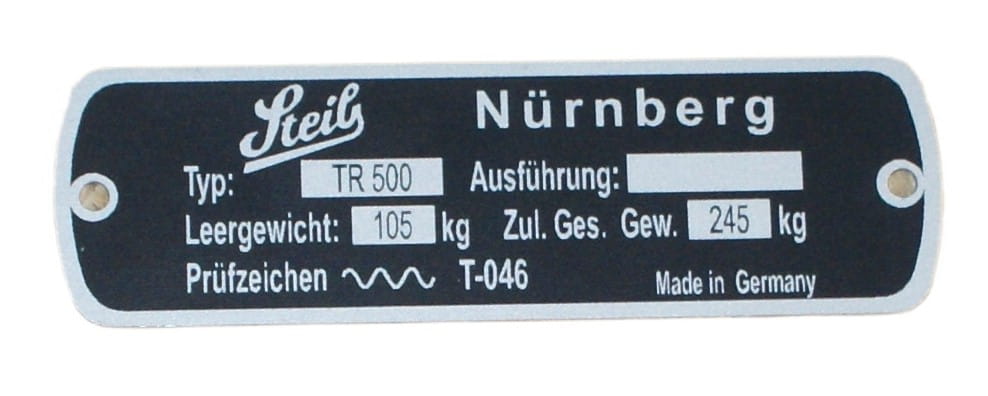 Steib Nürnberg
Typ: TR 500 Ausführung:
Leergewicht: 105 kg Zul. Ges. Gew. 245 kg
Prüfzeichen T-046 Made in Germany